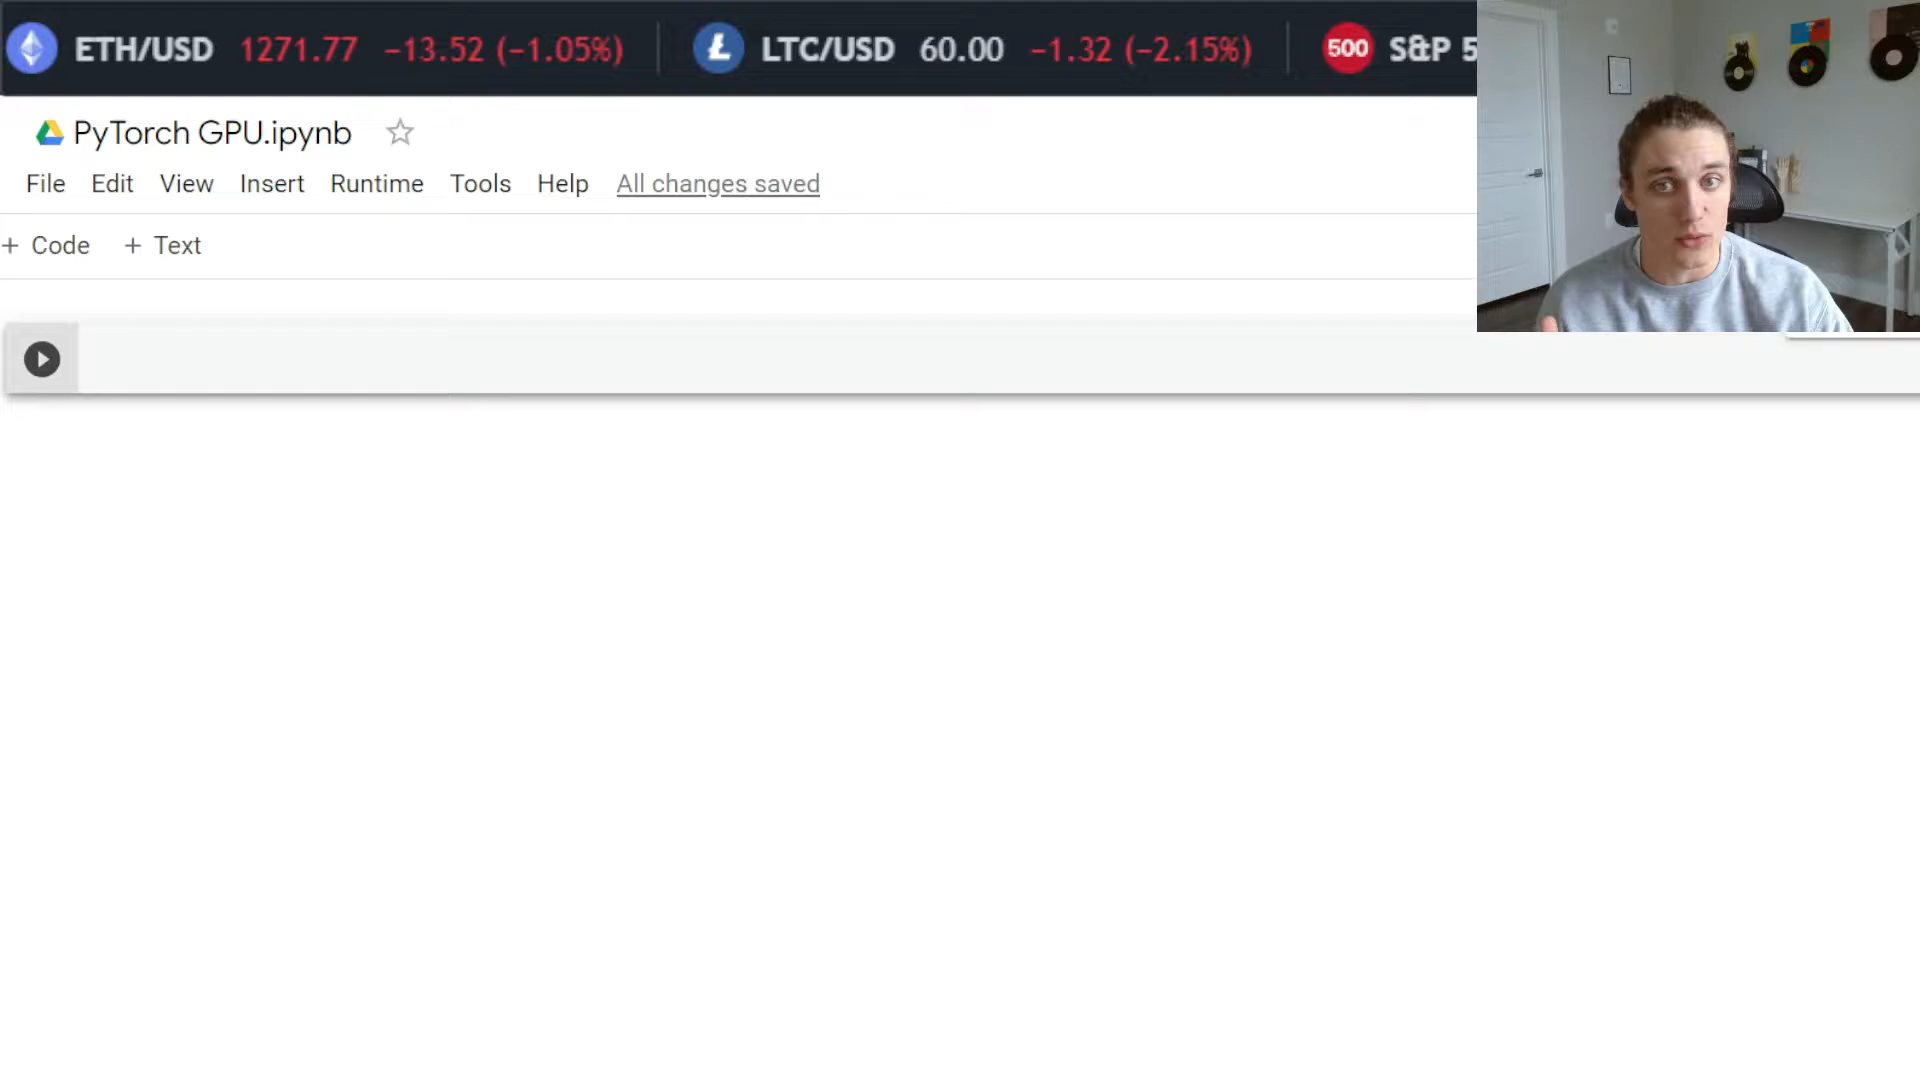 ETH/USD 1271.77 −13.52 (−1.05%) LTC/USD 60.00 −1.32 (−2.15%) 500 S&P 5
PyTorch GPU.ipynb
File Edit View Insert Runtime Tools Help All changes saved
+ Code + Text